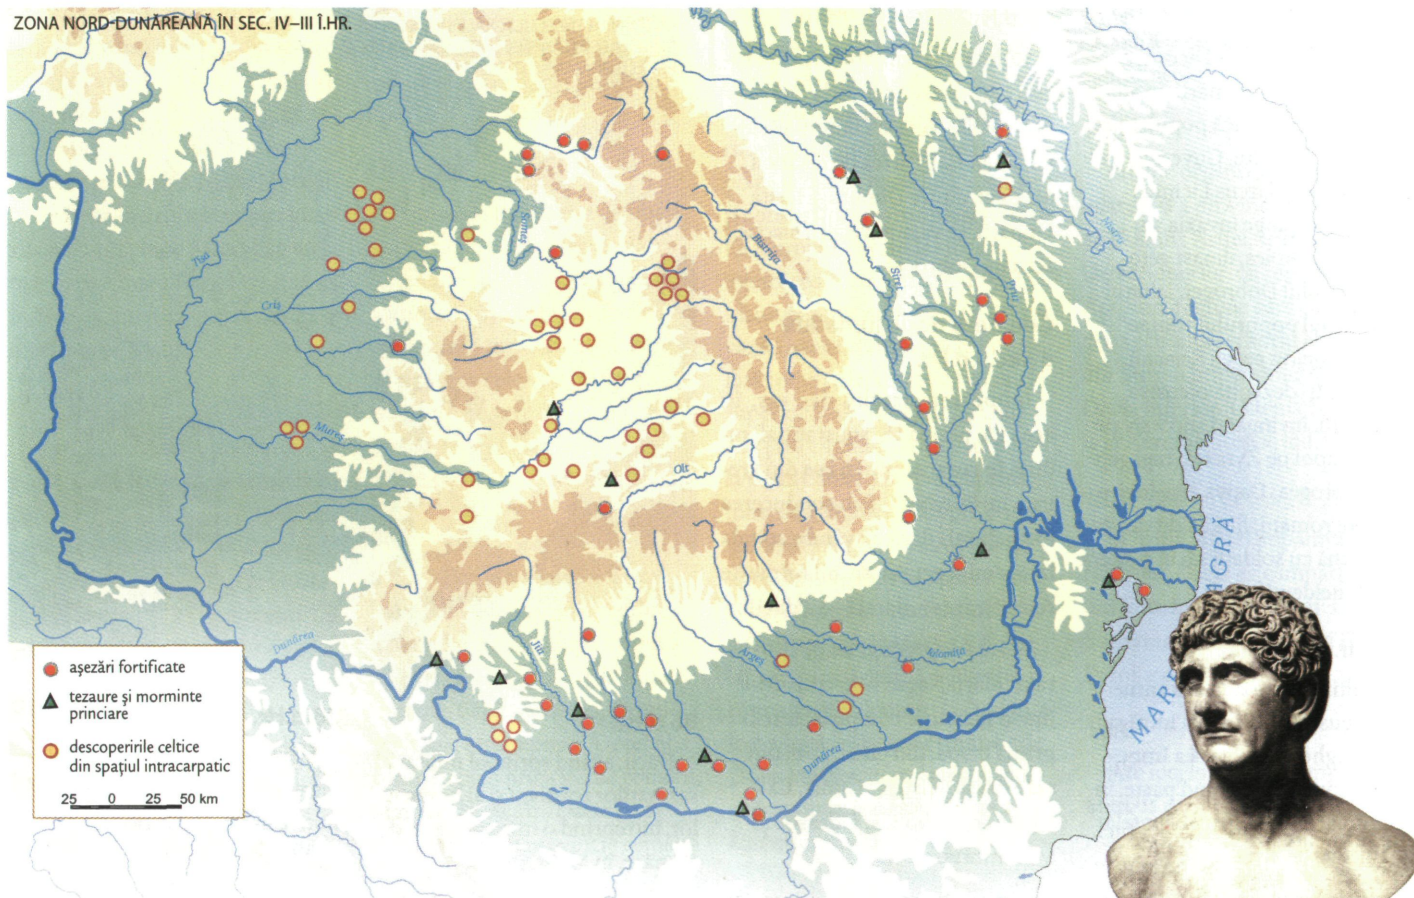 ZONA NORD-DUNĂREANĂ ÎN SEC. IV–III Î.HR.
Someș
Bistrița
Nistru
Tisa
Siret
Prut
Criș
Mureș
Olt
MAREA NEAGRĂ
Dunărea
Jiu
Argeș
Ialomița
Dunărea
așezări fortificate
tezaure și morminte
princiare
descoperirile celtice
din spațiul intracarpatic
25 0 25 50 km